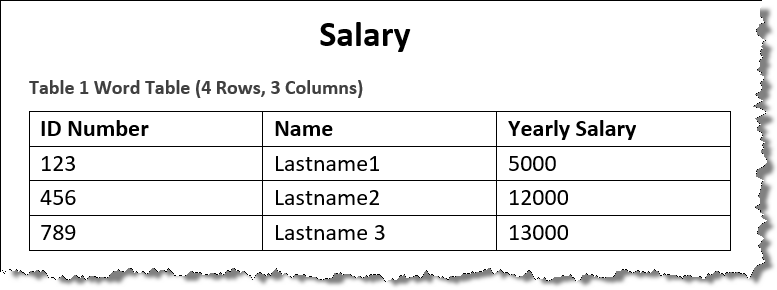 Salary
Table 1 Word Table (4 Rows, 3 Columns)
ID Number Name Yearly Salary
123 Lastname1 5000
456 Lastname2 12000
789 Lastname 3 13000